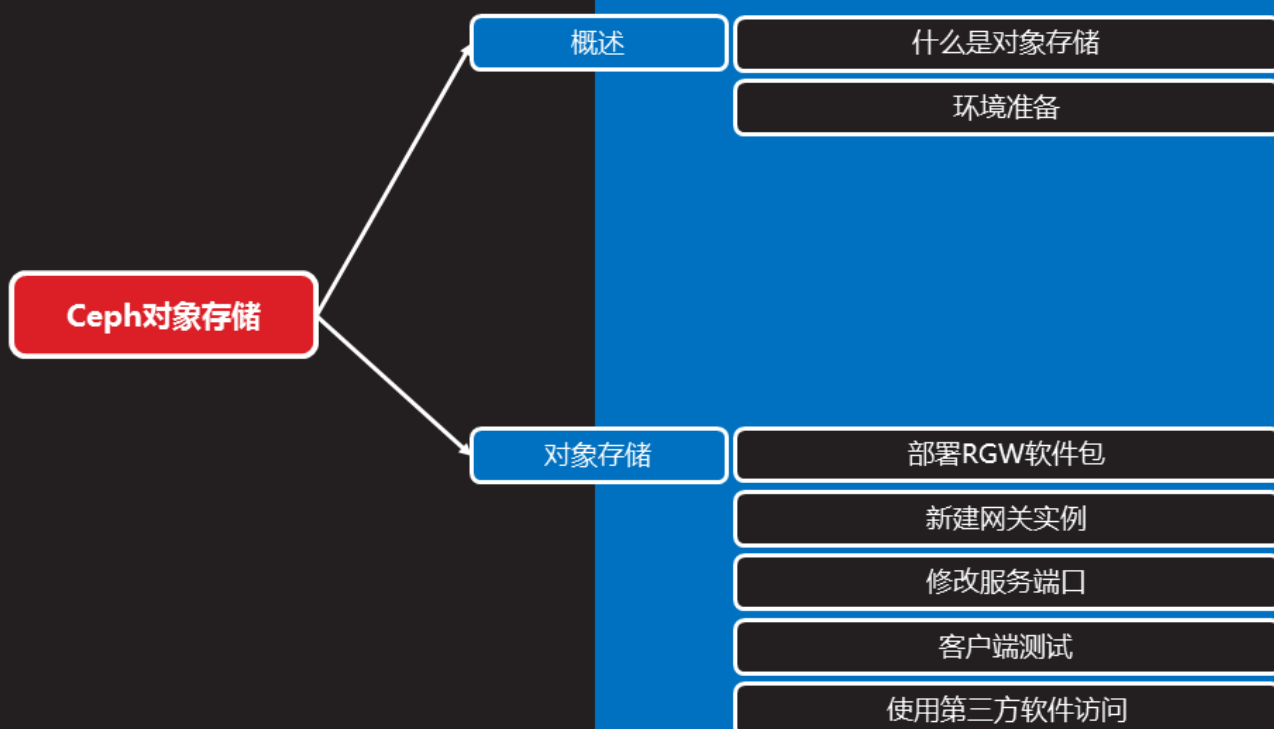 概述
什么是对象存储
环境准备
Ceph对象存储
对象存储
部署RGW软件包
新建网关实例
修改服务端口
客户端测试
使用第三方软件访问